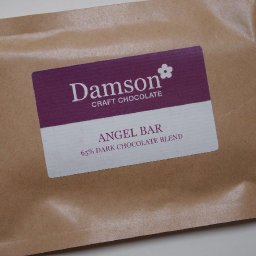 Damson
CRAFT CHOCOLATE
ANGEL BAR
65% DARK CHOCOLATE BLEND